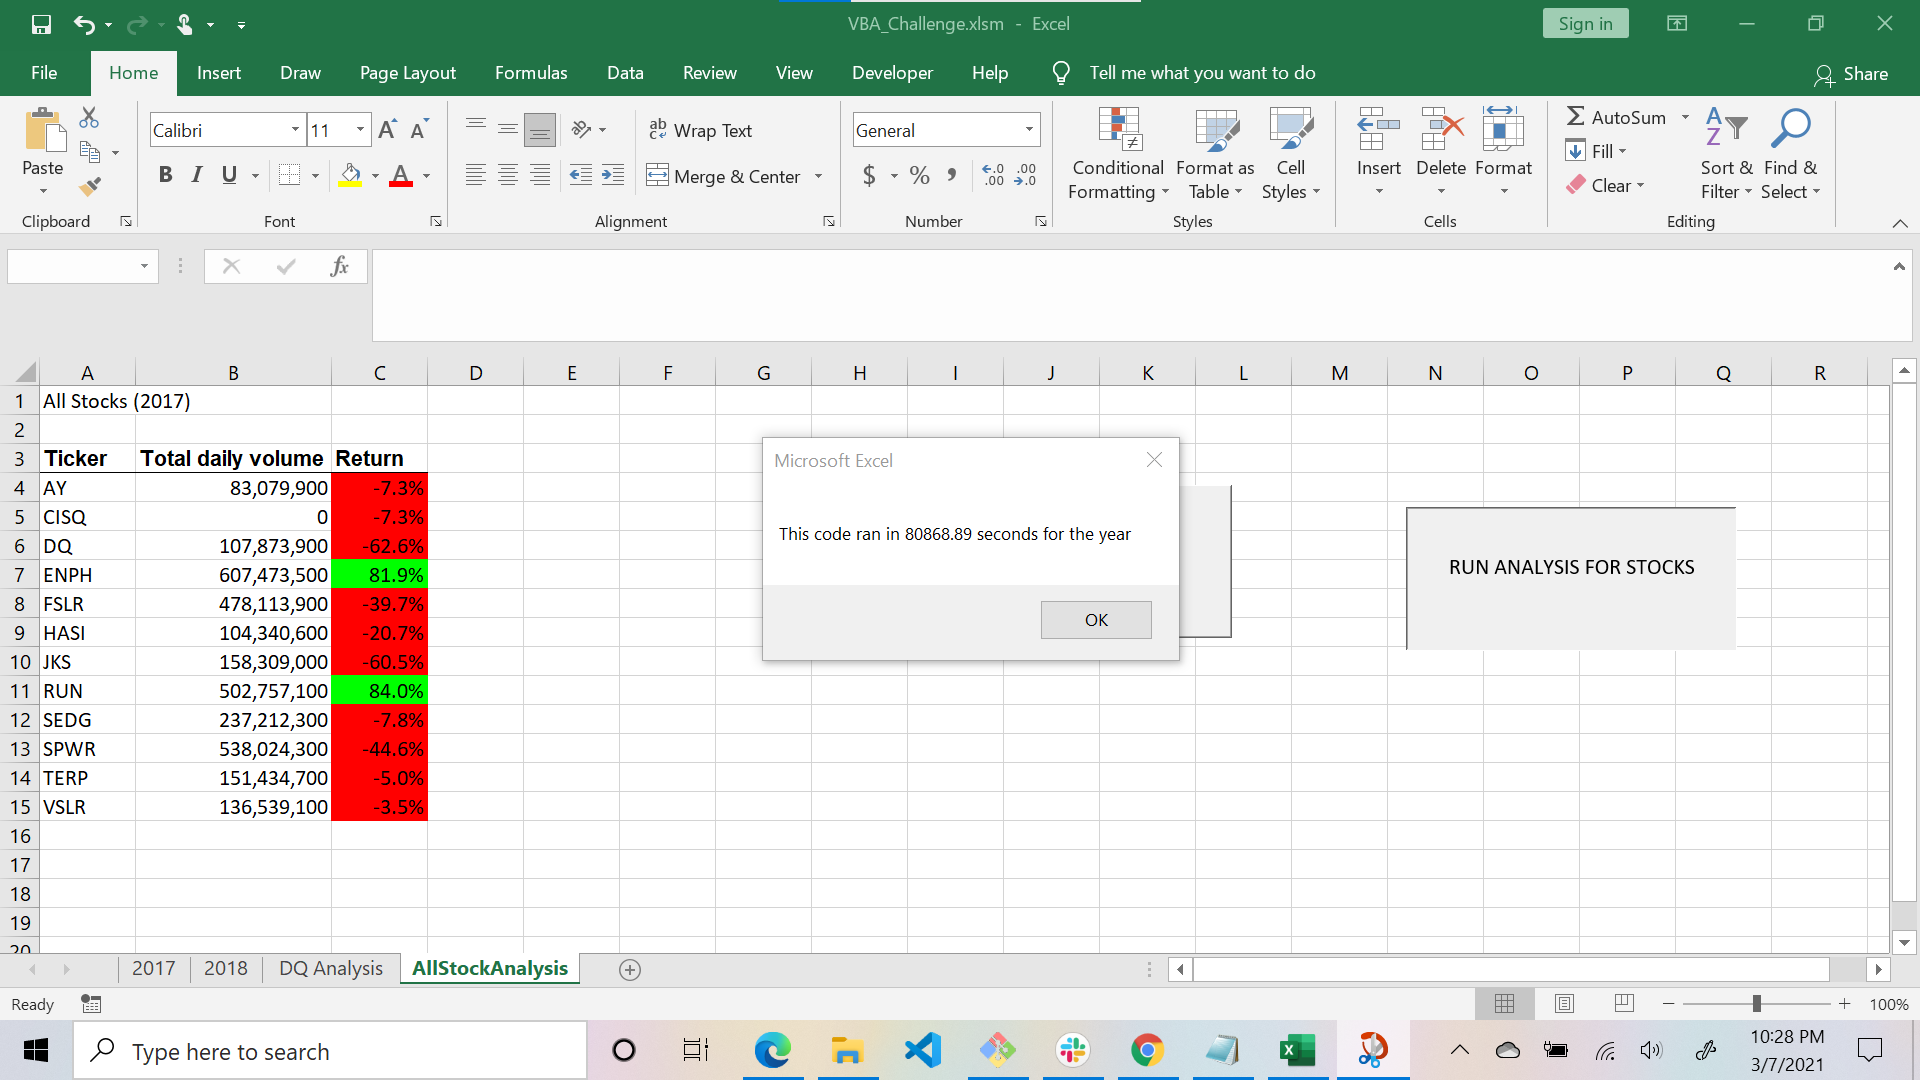 VBA_Challenge.xlsm - Excel
Sign in
File Home Insert Draw Page Layout Formulas Data Review View Developer Help Tell me what you want to do Share
Paste
Clipboard
Calibri 11
A A
B I U A
Font
ab Wrap Text
Merge & Center
Alignment
General
$ % , .00 .00
Number
Conditional Formatting
Format as Table
Cell Styles
Styles
Insert Delete Format
Cells
AutoSum
Fill
Clear
Sort & Filter
Find & Select
Editing
fx
A B C D E F G H I J K L M N O P Q R
1 All Stocks (2017)
2
3 Ticker Total daily volume Return
4 AY 83,079,900 -7.3%
5 CISQ 0 -7.3%
6 DQ 107,873,900 -62.6%
7 ENPH 607,473,500 81.9%
8 FSLR 478,113,900 -39.7%
9 HASI 104,340,600 -20.7%
10 JKS 158,309,000 -60.5%
11 RUN 502,757,100 84.0%
12 SEDG 237,212,300 -7.8%
13 SPWR 538,024,300 -44.6%
14 TERP 151,434,700 -5.0%
15 VSLR 136,539,100 -3.5%
16
17
18
19
20
Microsoft Excel
This code ran in 80868.89 seconds for the year
OK
RUN ANALYSIS FOR STOCKS
2017 2018 DQ Analysis AllStockAnalysis
Ready
100%
Type here to search
10:28 PM
3/7/2021